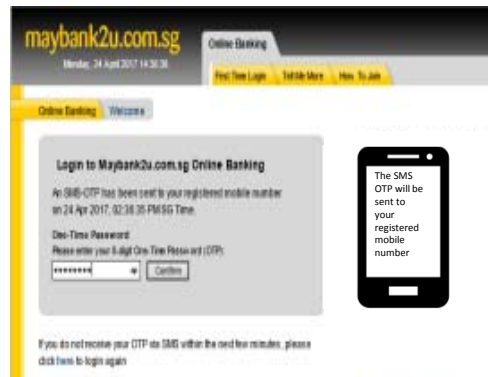 maybank2u.com.sg
Monday, 24 April 2017 14:36:36
Online Banking
First Time Login Tell Me More How To Join
Online Banking Welcome
Login to Maybank2u.com.sg Online Banking
An SMS-OTP has been sent to your registered mobile number
on 24 Apr 2017, 02:36:35 PM SG Time.
One-Time Password
Please enter your 8-digit One-Time Password (OTP):
********
Confirm
If you do not receive your OTP via SMS within the next few minutes, please
click here to login again
The SMS
OTP will be
sent to
your
registered
mobile
number